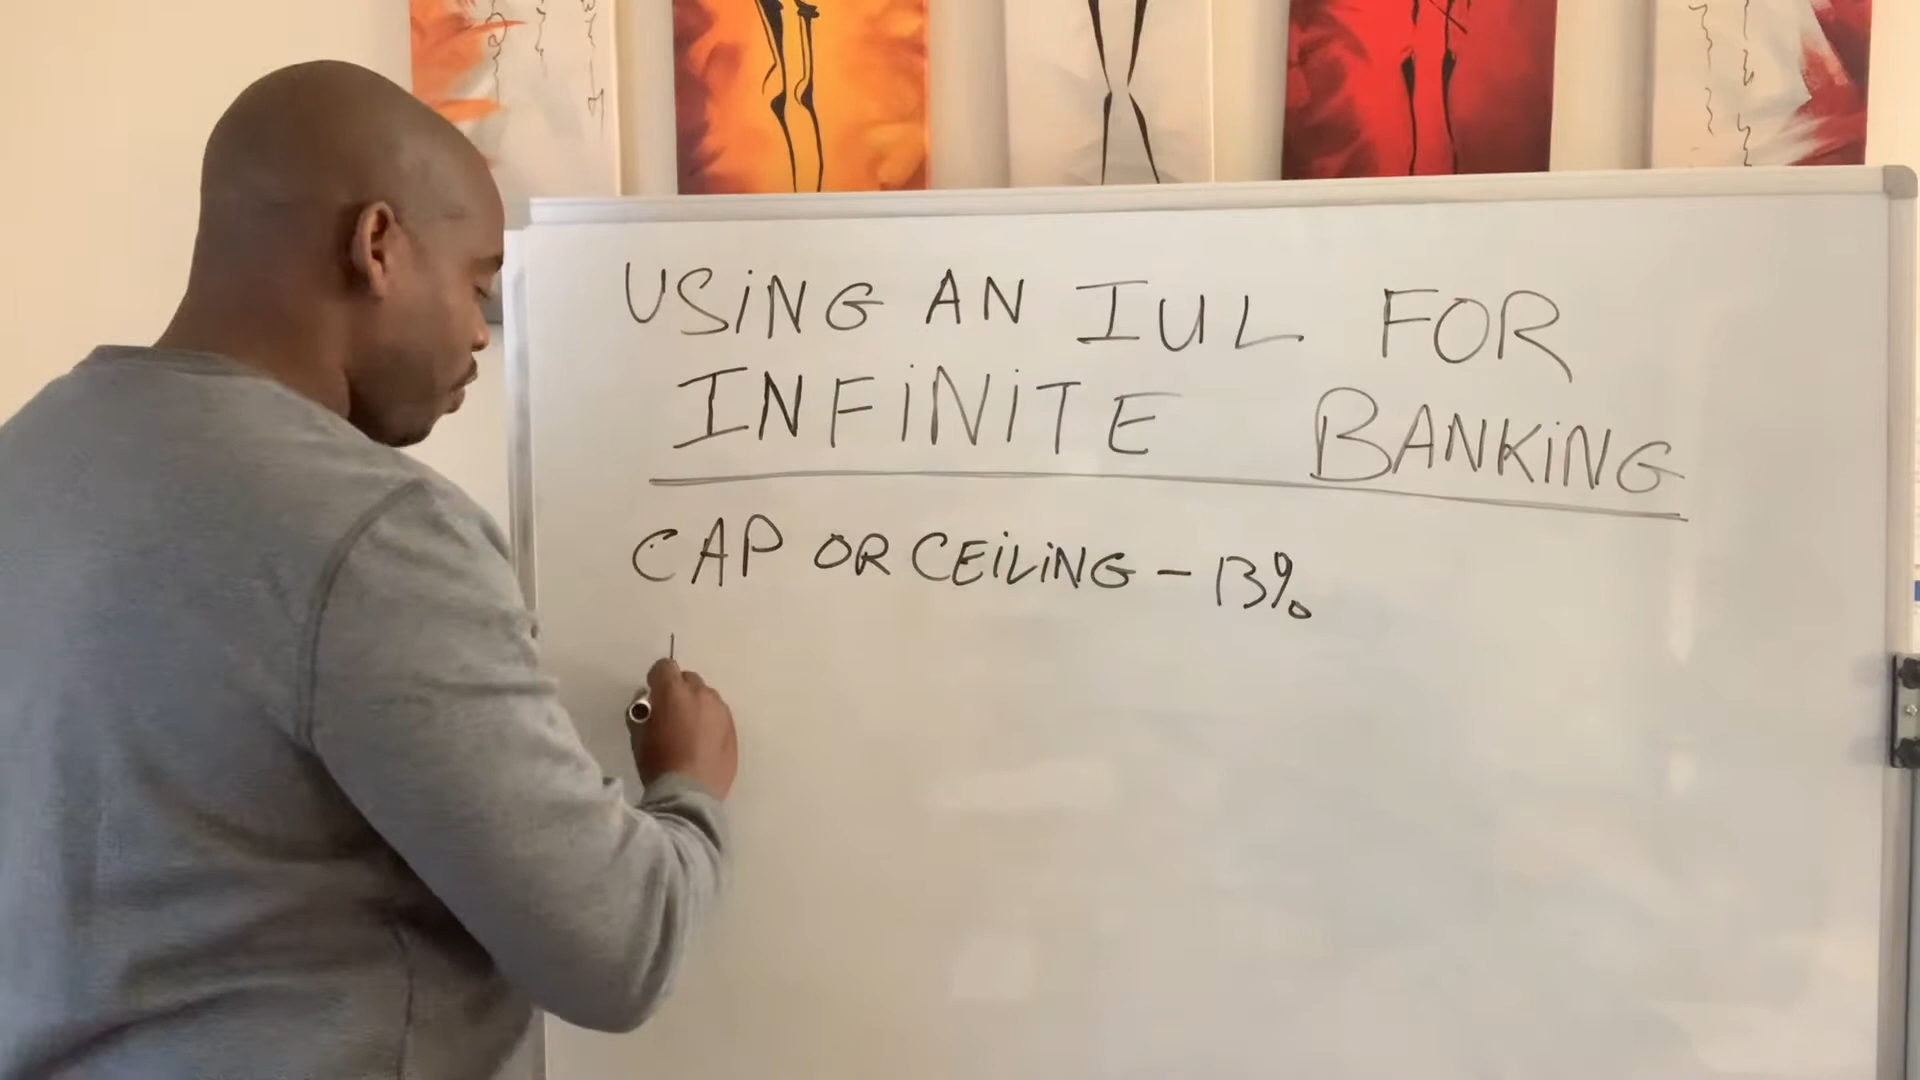 USiNG AN IUL FOR
INFiNiTE BANKiNG
CAP OR CEiLiNG – 13%